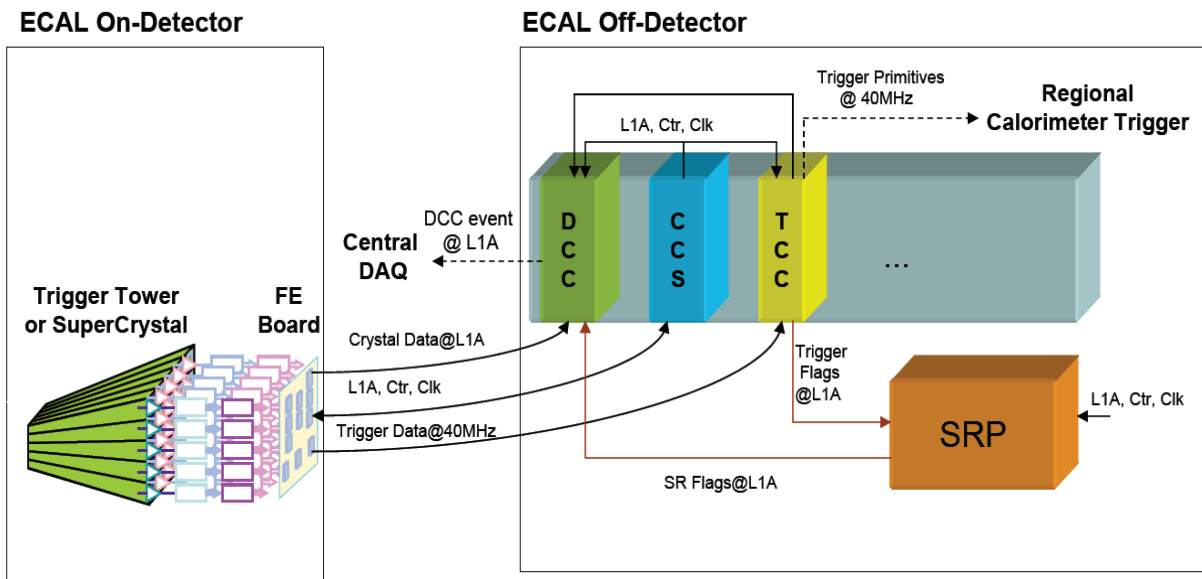 ECAL On-Detector
ECAL Off-Detector
Trigger Primitives
@ 40MHz
Regional
Calorimeter Trigger
L1A, Ctr, Clk
DCC event
@ L1A
Central
DAQ
D
C
C
C
C
S
T
C
C
...
Trigger Tower
or SuperCrystal
FE
Board
Crystal Data@L1A
L1A, Ctr, Clk
Trigger Data@40MHz
Trigger
Flags
@L1A
SRP
L1A, Ctr, Clk
SR Flags@L1A